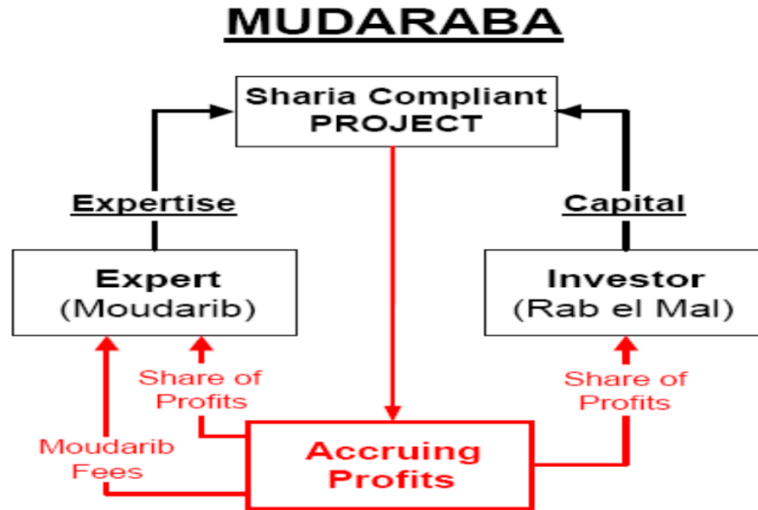 MUDARABA
Sharia Compliant
PROJECT
Expertise
Capital
Expert
(Moudarib)
Investor
(Rab el Mal)
Share of
Profits
Share of
Profits
Moudarib
Fees
Accruing
Profits